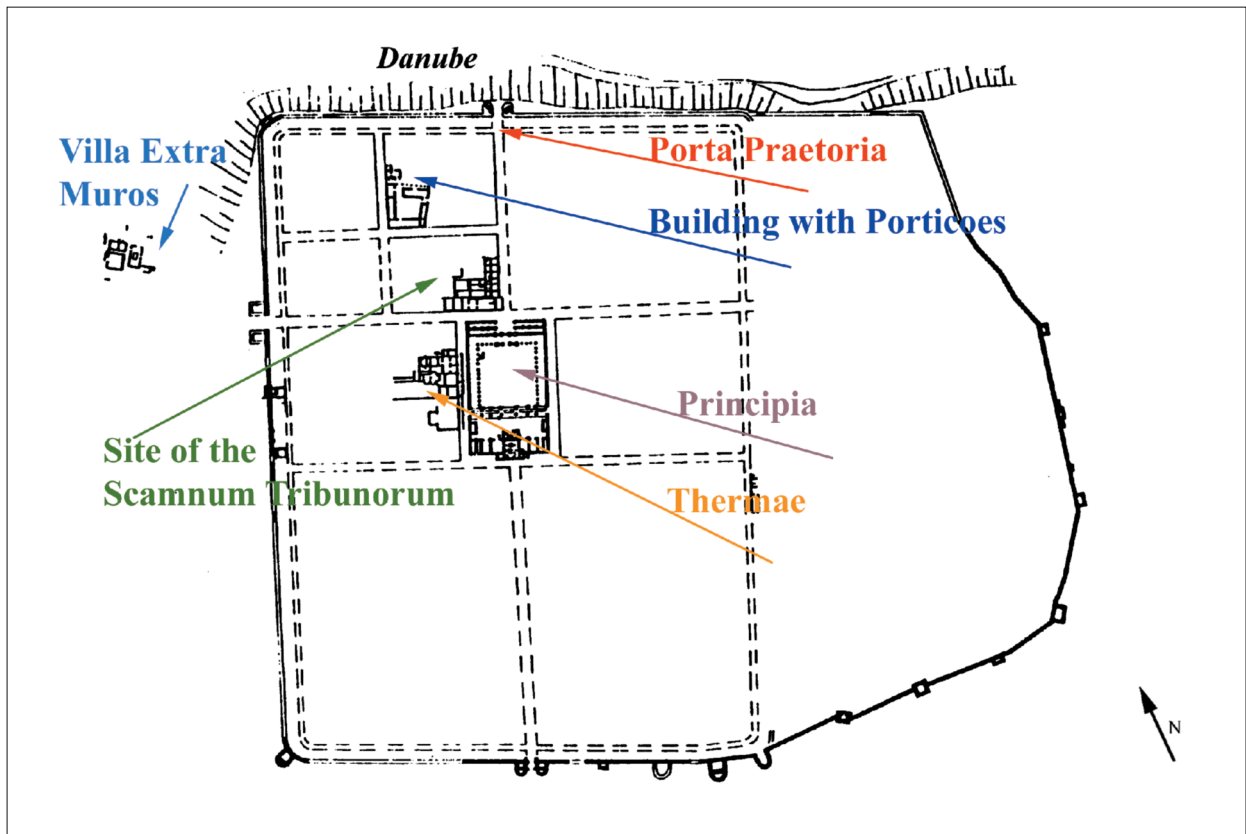 Danube
Villa Extra
Muros
Porta Praetoria
Building with Porticoes
Principia
Site of the
Scamnum Tribunorum
Thermae
N